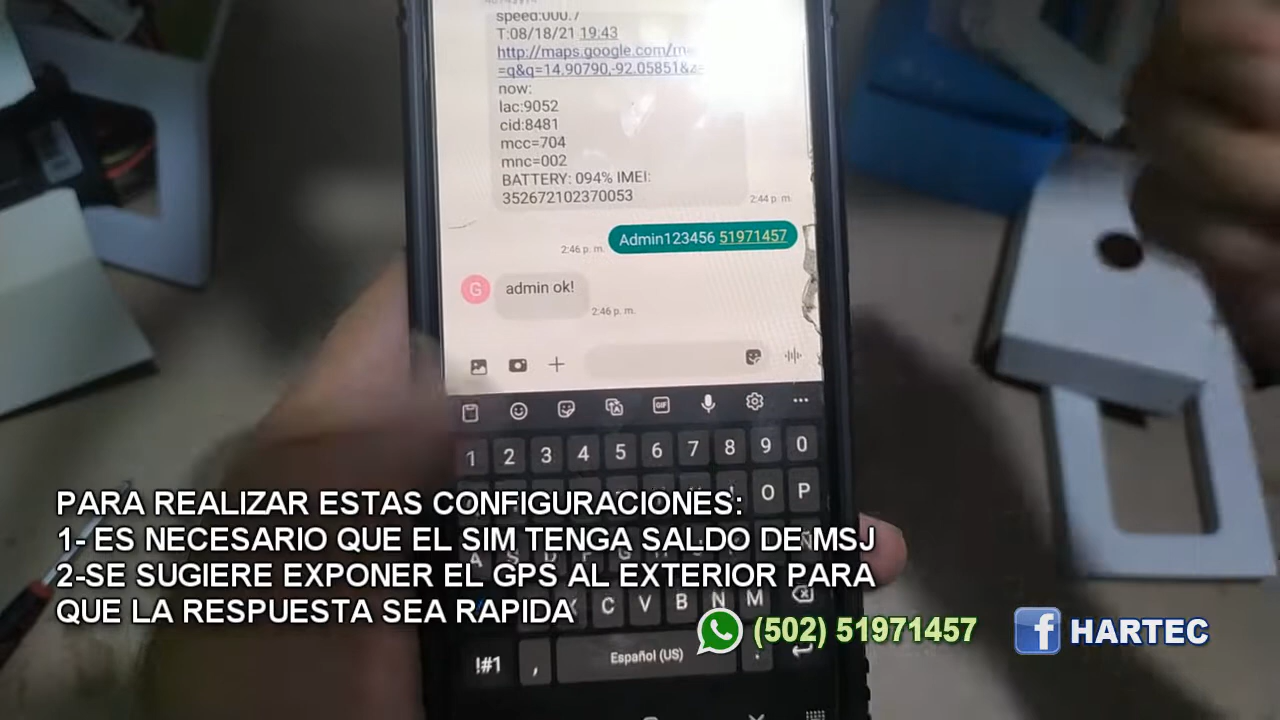 speed:000.7
T:08/18/21 19:43
http://maps.google.com/m
=q&q=14.90790,-92.05851&z=
now:
lac:9052
cid:8481
mcc=704
mnc=002
BATTERY: 094% IMEI:
352672102370053
2:44 p. m.
Admin123456 51971457
2:46 p. m.
G
admin ok!
2:46 p. m.
GIF
1 2 3 4 5 6 7 8 9 0
O P
A S D F G
C V B N M
!#1 , Español (US) .
PARA REALIZAR ESTAS CONFIGURACIONES:
1- ES NECESARIO QUE EL SIM TENGA SALDO DE MSJ
2-SE SUGIERE EXPONER EL GPS AL EXTERIOR PARA
QUE LA RESPUESTA SEA RAPIDA
(502) 51971457
f HARTEC